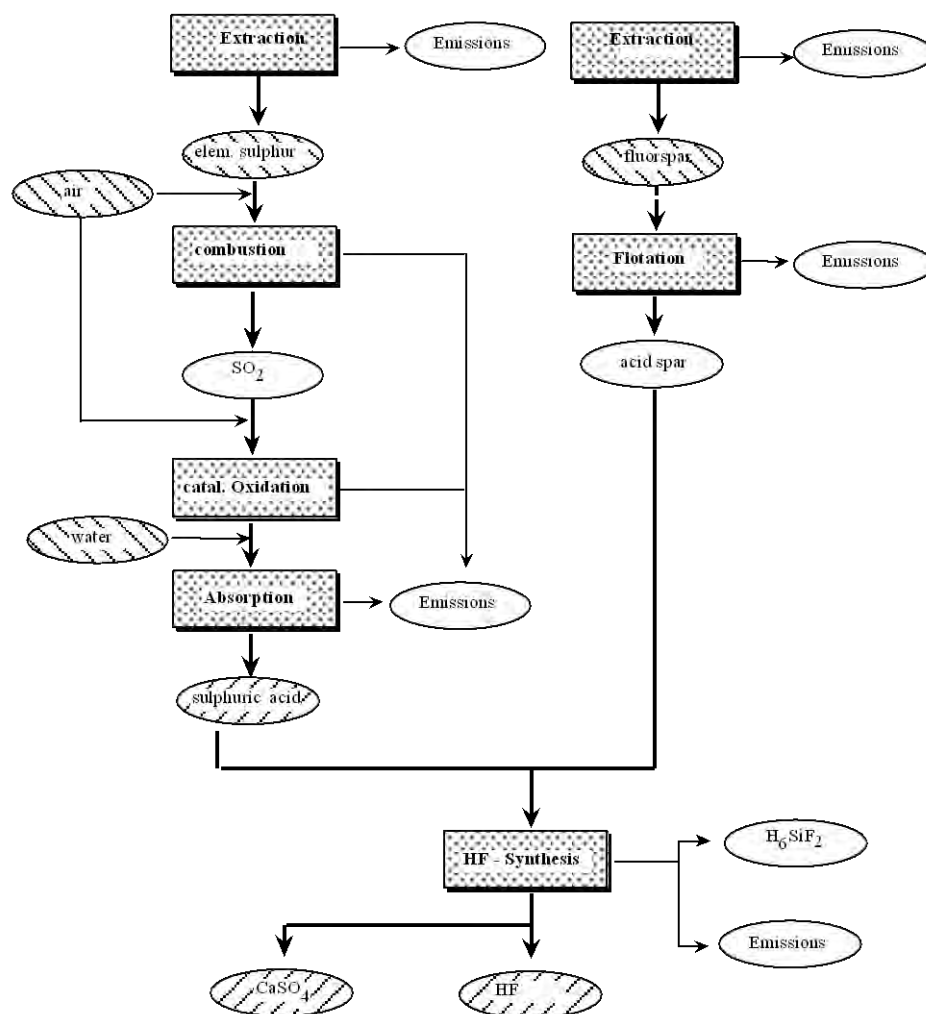 Extraction
Emissions
Extraction
Emissions
elem. sulphur
fluorspar
air
combustion
Flotation
Emissions
SO2
acid spar
catal. Oxidation
water
Absorption
Emissions
sulphuric acid
HF - Synthesis
H6SiF2
Emissions
CaSO4
HF